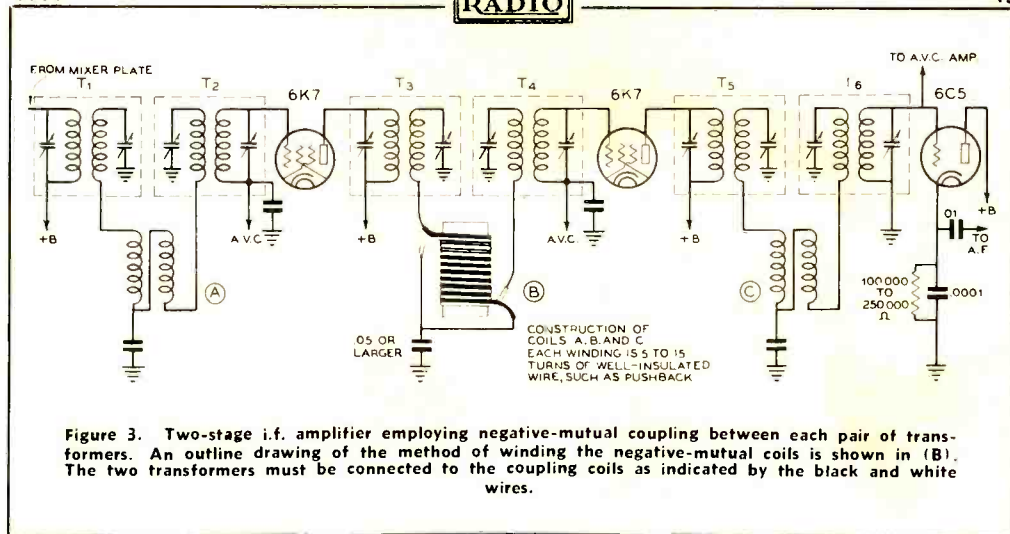 RADIO
FROM MIXER PLATE
T1
T2
6K7
T3
T4
6K7
T5
T6
TO A.V.C. AMP.
6C5
+B
A.V.C.
+B
A.V.C.
+B
+B
.01
TO
A.F
A
B
C
100000
TO
250000
Ω
.0001
.05 OR
LARGER
CONSTRUCTION OF
COILS A. B. AND C
EACH WINDING IS 5 TO 15
TURNS OF WELL-INSULATED
WIRE, SUCH AS PUSHBACK
Figure 3. Two-stage i.f. amplifier employing negative-mutual coupling between each pair of trans-
formers. An outline drawing of the method of winding the negative-mutual coils is shown in (B).
The two transformers must be connected to the coupling coils as indicated by the black and white
wires.